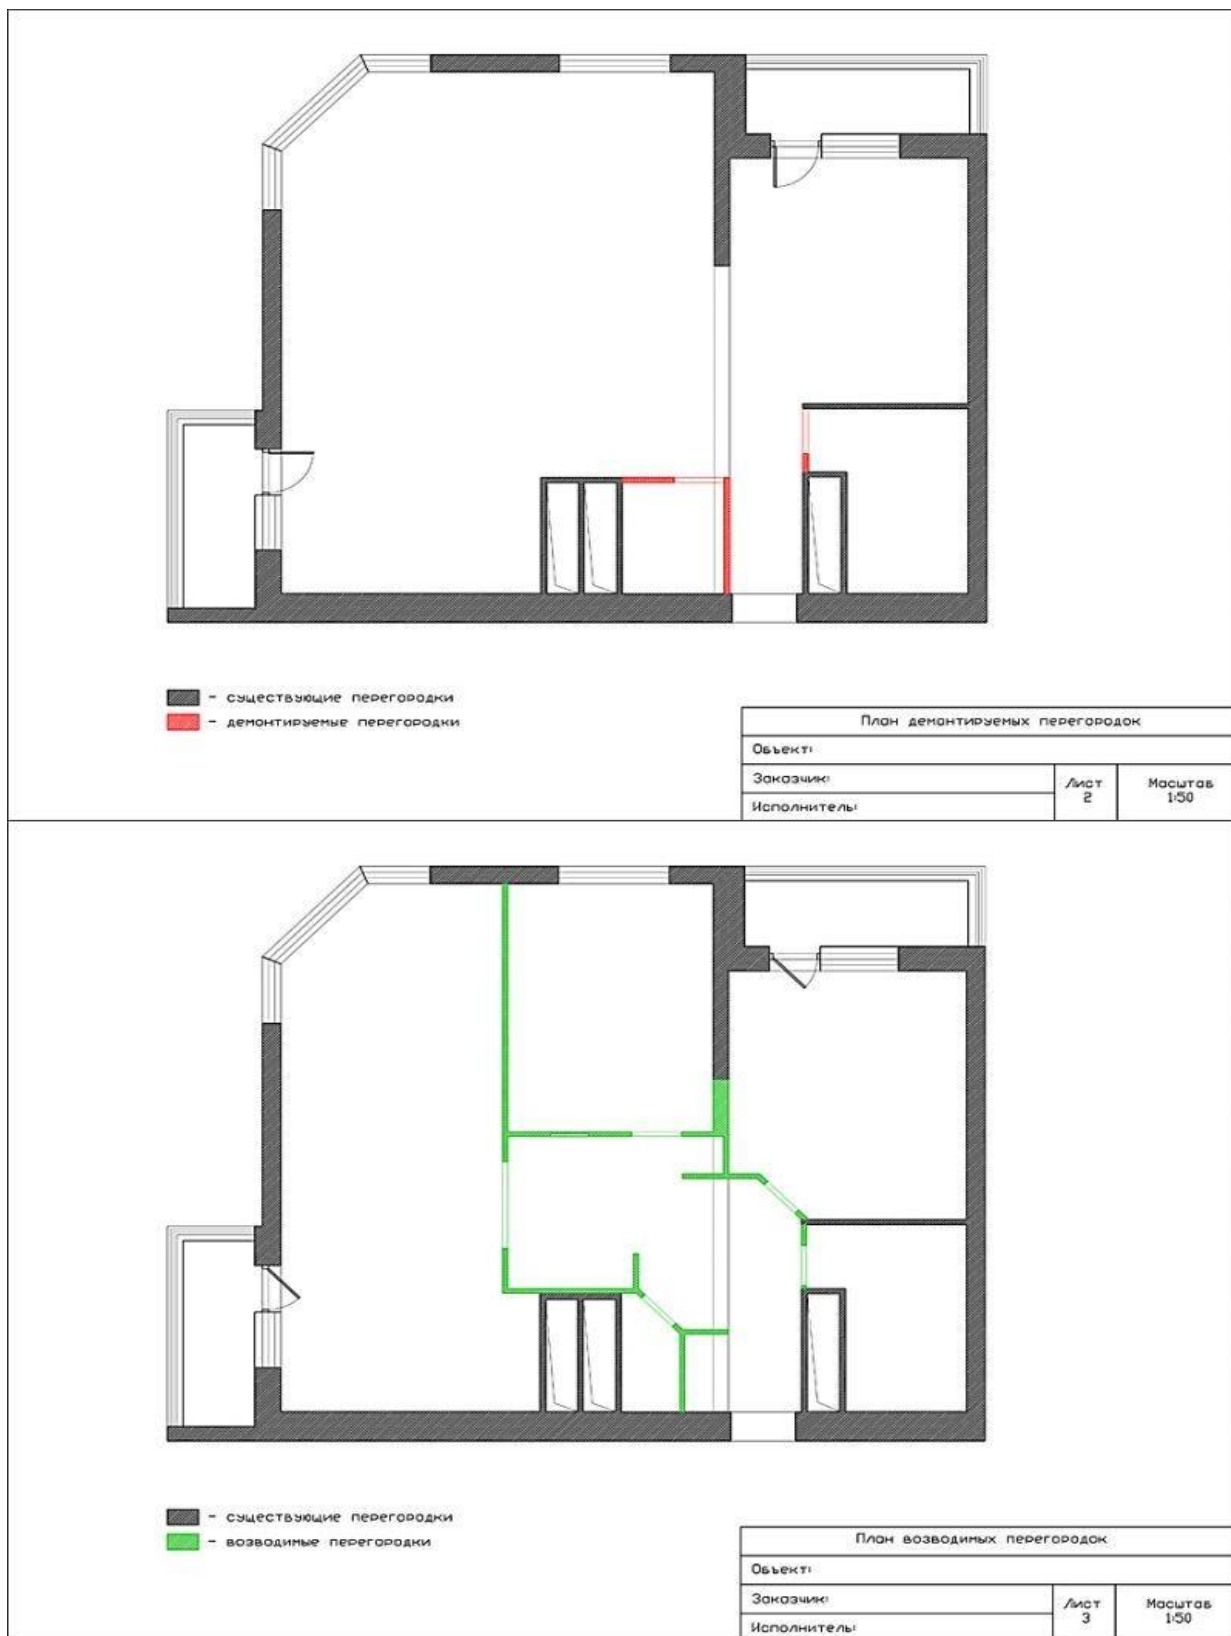 - существующие перегородки
- демонтируемые перегородки
План демонтируемых перегородок
Объект:
Заказчик:
Исполнитель:
Лист
2
Масштаб
1:50
- существующие перегородки
- возводимые перегородки
План возводимых перегородок
Объект:
Заказчик:
Исполнитель:
Лист
3
Масштаб
1:50